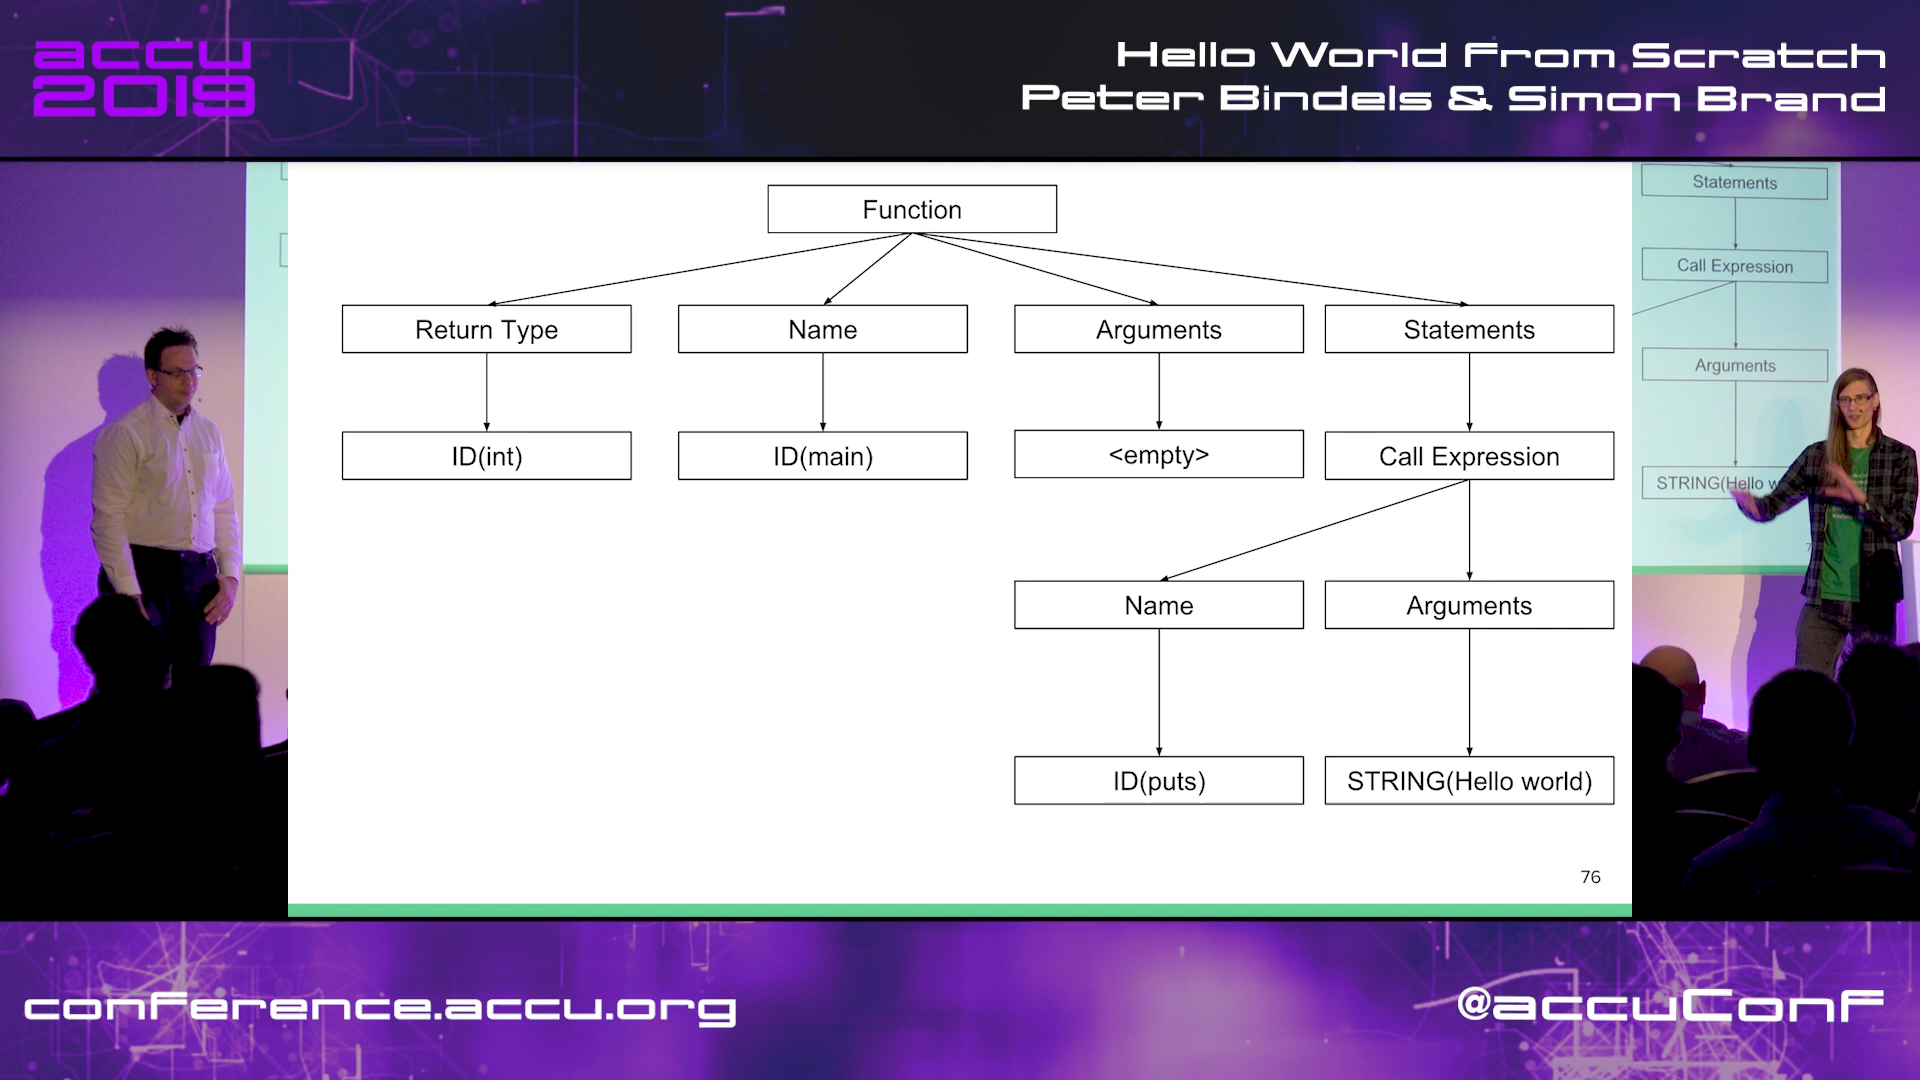 accu
2019
Hello World From Scratch
Peter Bindels & Simon Brand
Function
Return Type
Name
Arguments
Statements
ID(int)
ID(main)
<empty>
Call Expression
Name
Arguments
ID(puts)
STRING(Hello world)
76
Statements
Call Expression
Arguments
STRING(Hello w
conference.accu.org
@accuConf